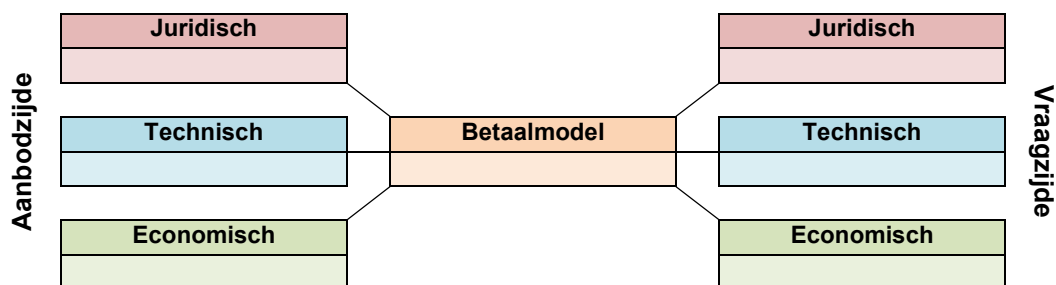 Aanbodzijde
Juridisch
Technisch
Economisch
Betaalmodel
Juridisch
Technisch
Economisch
Vraagzijde